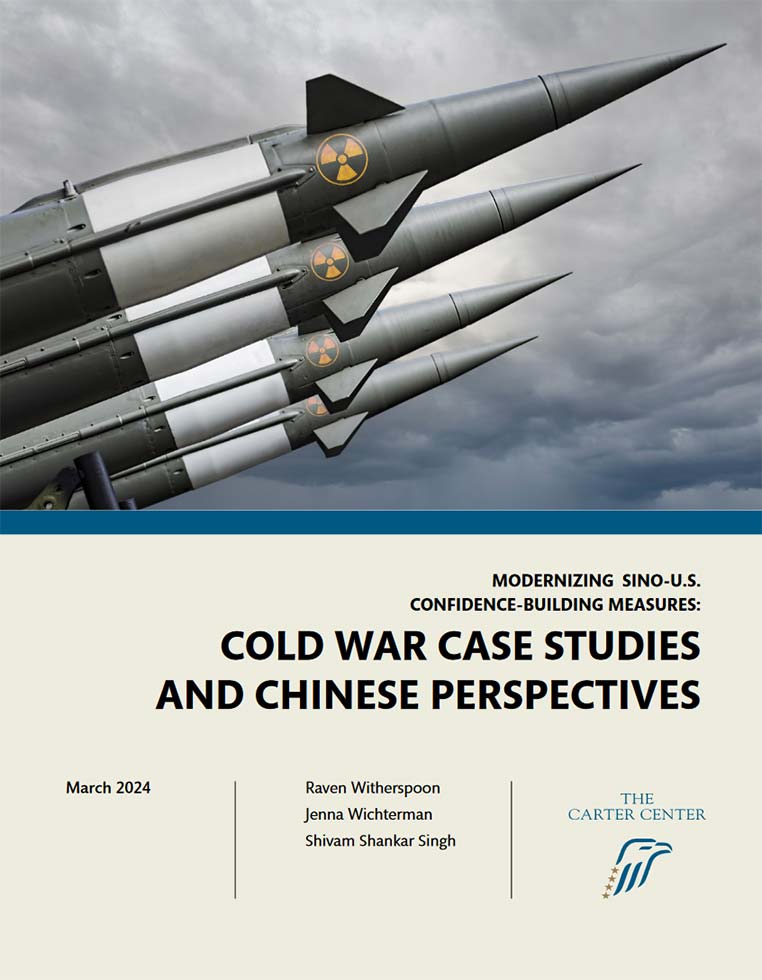 MODERNIZING SINO-U.S.
CONFIDENCE-BUILDING MEASURES:
COLD WAR CASE STUDIES
AND CHINESE PERSPECTIVES
March 2024
Raven Witherspoon
Jenna Wichterman
Shivam Shankar Singh
THE
CARTER CENTER